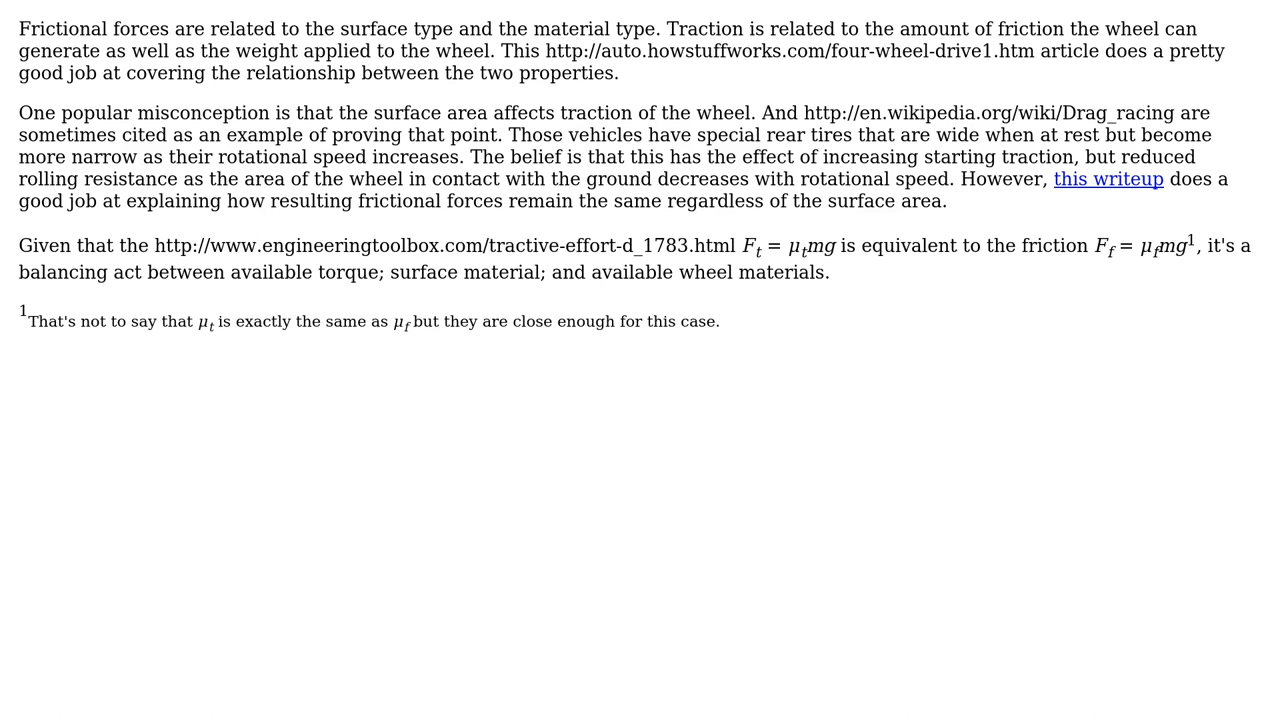 Frictional forces are related to the surface type and the material type. Traction is related to the amount of friction the wheel can
generate as well as the weight applied to the wheel. This http://auto.howstuffworks.com/four-wheel-drive1.htm article does a pretty
good job at covering the relationship between the two properties.
One popular misconception is that the surface area affects traction of the wheel. And http://en.wikipedia.org/wiki/Drag_racing are
sometimes cited as an example of proving that point. Those vehicles have special rear tires that are wide when at rest but become
more narrow as their rotational speed increases. The belief is that this has the effect of increasing starting traction, but reduced
rolling resistance as the area of the wheel in contact with the ground decreases with rotational speed. However, this writeup does a
good job at explaining how resulting frictional forces remain the same regardless of the surface area.
Given that the http://www.engineeringtoolbox.com/tractive-effort-d_1783.html F_t = μ_t mg is equivalent to the friction F_f = μ_f mg¹, it's a
balancing act between available torque; surface material; and available wheel materials.
¹That's not to say that μ_t is exactly the same as μ_f but they are close enough for this case.